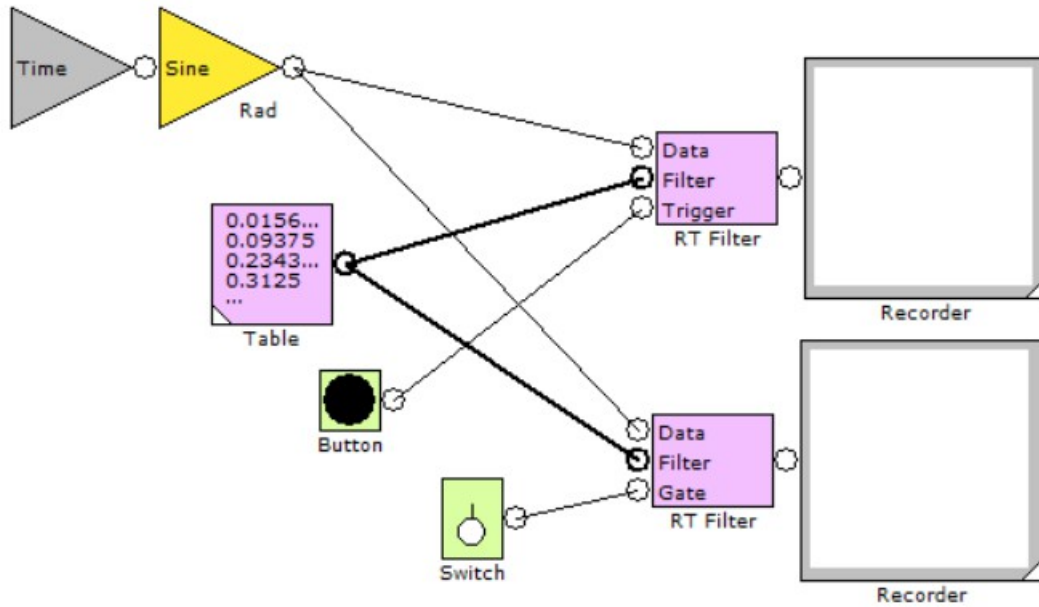 Time
Sine
Rad
Data
Filter
Trigger
RT Filter
Recorder
0.0156...
0.09375
0.2343...
0.3125
...
Table
Button
Data
Filter
Gate
RT Filter
Switch
Recorder